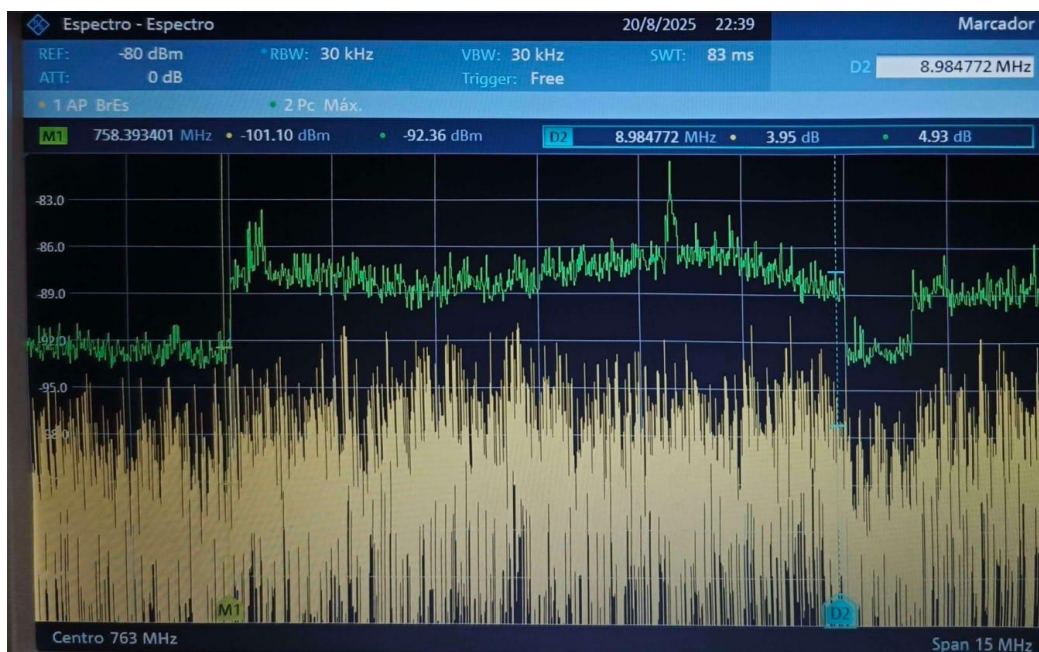 Espectro - Espectro 20/8/2025 22:39 Marcador
REF: -80 dBm *RBW: 30 kHz VBW: 30 kHz SWT: 83 ms
ATT: 0 dB Trigger: Free D2 8.984772 MHz
1 AP BrEs 2 Pc Máx.
M1 758.393401 MHz -101.10 dBm -92.36 dBm D2 8.984772 MHz 3.95 dB 4.93 dB
-83.0
-86.0
-89.0
-92.0
-95.0
M1 D2
Centro 763 MHz Span 15 MHz